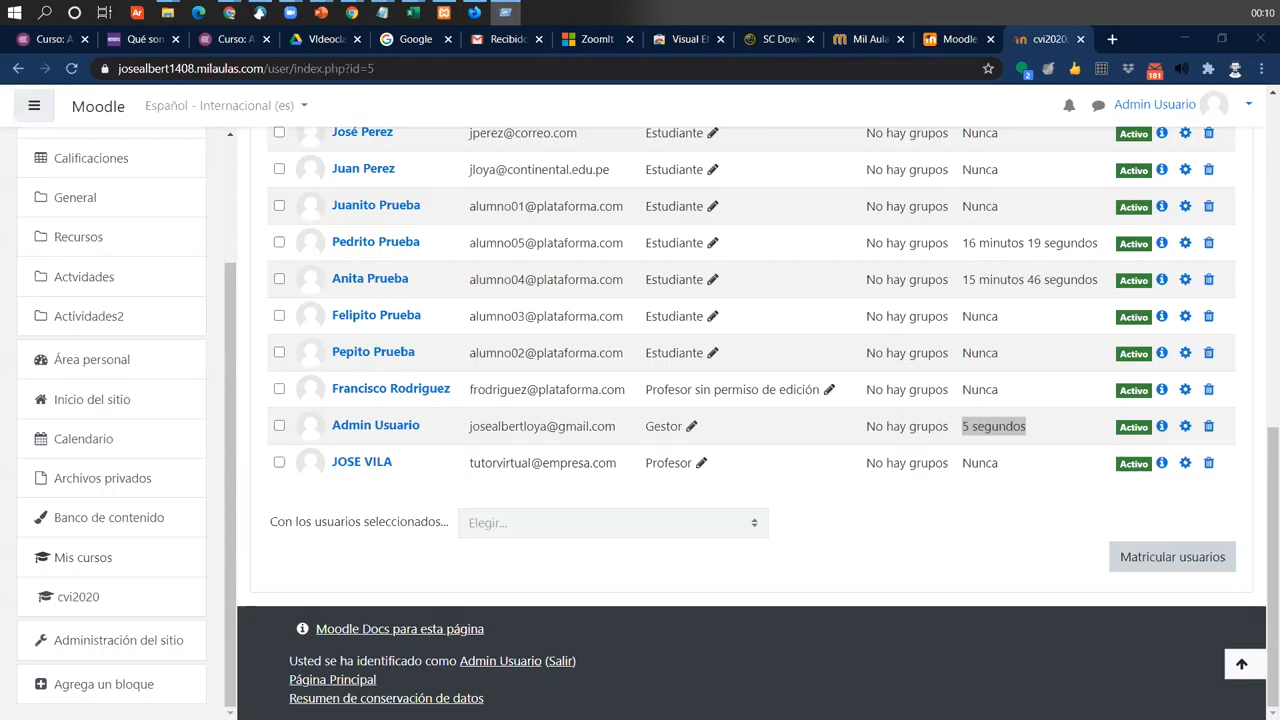 00:10
Curso: A
Qué son
Curso: A
VIdeocla
Google
Recibido
ZoomIt
Visual Ef
SC Dow
Mil Aula
Moodle
cvi2020:
josealbert1408.milaulas.com/user/index.php?id=5
2
181
Moodle
Español - Internacional (es)
Admin Usuario
Calificaciones
General
Recursos
Actvidades
Actividades2
Área personal
Inicio del sitio
Calendario
Archivos privados
Banco de contenido
Mis cursos
cvi2020
Administración del sitio
Agrega un bloque
José Perez jperez@correo.com Estudiante No hay grupos Nunca Activo
Juan Perez jloya@continental.edu.pe Estudiante No hay grupos Nunca Activo
Juanito Prueba alumno01@plataforma.com Estudiante No hay grupos Nunca Activo
Pedrito Prueba alumno05@plataforma.com Estudiante No hay grupos 16 minutos 19 segundos Activo
Anita Prueba alumno04@plataforma.com Estudiante No hay grupos 15 minutos 46 segundos Activo
Felipito Prueba alumno03@plataforma.com Estudiante No hay grupos Nunca Activo
Pepito Prueba alumno02@plataforma.com Estudiante No hay grupos Nunca Activo
Francisco Rodriguez frodriguez@plataforma.com Profesor sin permiso de edición No hay grupos Nunca Activo
Admin Usuario josealbertloya@gmail.com Gestor No hay grupos 5 segundos Activo
JOSE VILA tutorvirtual@empresa.com Profesor No hay grupos Nunca Activo
Con los usuarios seleccionados... Elegir...
Matricular usuarios
Moodle Docs para esta página
Usted se ha identificado como Admin Usuario (Salir)
Página Principal
Resumen de conservación de datos